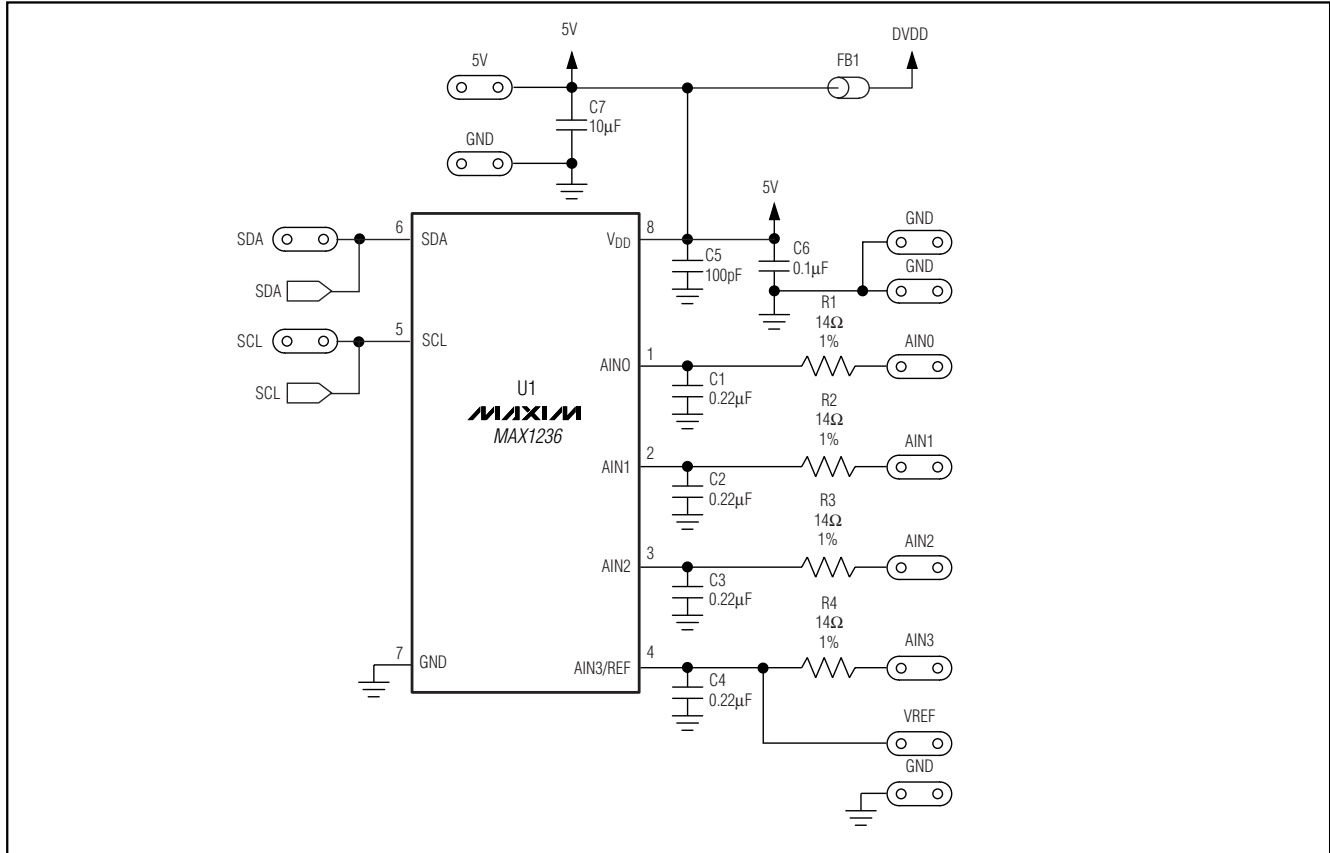 5V
DVDD
5V
FB1
C7
10µF
GND
5V
SDA
6
SDA
VDD
8
C5
100pF
C6
0.1µF
GND
GND
SDA
SCL
5
SCL
R1
14Ω
1%
AIN0
1
AIN0
C1
0.22µF
SCL
U1
MAXIM
MAX1236
R2
14Ω
1%
AIN1
2
AIN1
C2
0.22µF
R3
14Ω
1%
AIN2
3
AIN2
C3
0.22µF
R4
14Ω
1%
AIN3
7
GND
AIN3/REF
4
C4
0.22µF
VREF
GND